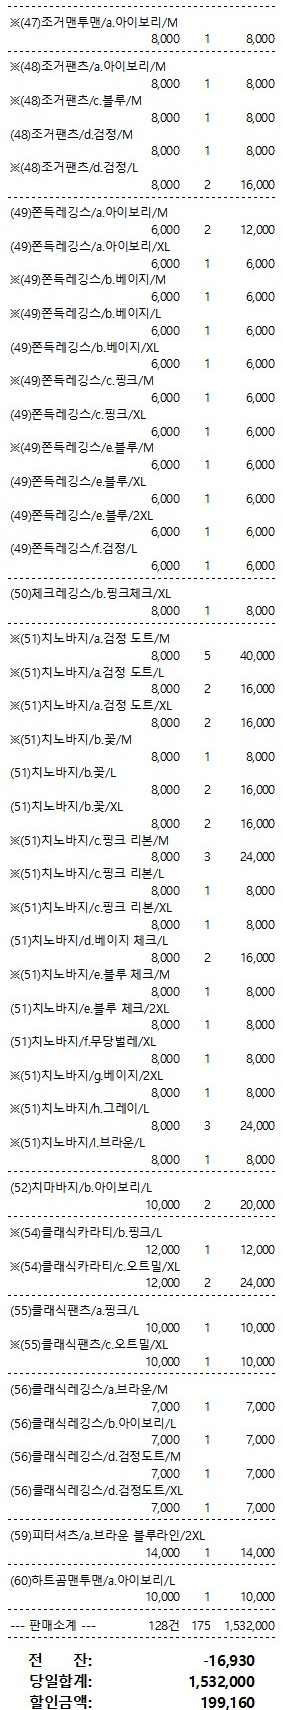 ※(47)조거맨투맨/a.아이보리/M
8,000 1 8,000
※(48)조거팬츠/a.아이보리/M
8,000 1 8,000
※(48)조거팬츠/c.블루/M
8,000 1 8,000
(48)조거팬츠/d.검정/M
8,000 1 8,000
※(48)조거팬츠/d.검정/L
8,000 2 16,000
(49)쫀득레깅스/a.아이보리/M
6,000 2 12,000
(49)쫀득레깅스/a.아이보리/XL
6,000 1 6,000
※(49)쫀득레깅스/b.베이지/M
6,000 1 6,000
※(49)쫀득레깅스/b.베이지/L
6,000 1 6,000
(49)쫀득레깅스/b.베이지/XL
6,000 1 6,000
※(49)쫀득레깅스/c.핑크/M
6,000 1 6,000
(49)쫀득레깅스/c.핑크/XL
6,000 1 6,000
※(49)쫀득레깅스/e.블루/M
6,000 1 6,000
(49)쫀득레깅스/e.블루/XL
6,000 1 6,000
(49)쫀득레깅스/e.블루/2XL
6,000 1 6,000
(49)쫀득레깅스/f.검정/L
6,000 1 6,000
(50)체크레깅스/b.핑크체크/XL
8,000 1 8,000
※(51)치노바지/a.검정 도트/M
8,000 5 40,000
※(51)치노바지/a.검정 도트/L
8,000 2 16,000
※(51)치노바지/a.검정 도트/XL
8,000 2 16,000
※(51)치노바지/b.꽃/M
8,000 1 8,000
(51)치노바지/b.꽃/L
8,000 2 16,000
(51)치노바지/b.꽃/XL
8,000 2 16,000
※(51)치노바지/c.핑크 리본/M
8,000 3 24,000
※(51)치노바지/c.핑크 리본/L
8,000 1 8,000
※(51)치노바지/c.핑크 리본/XL
8,000 1 8,000
(51)치노바지/d.베이지 체크/L
8,000 2 16,000
※(51)치노바지/e.블루 체크/M
8,000 1 8,000
(51)치노바지/e.블루 체크/2XL
8,000 1 8,000
(51)치노바지/f.무당벌레/XL
8,000 1 8,000
※(51)치노바지/g.베이지/2XL
8,000 1 8,000
※(51)치노바지/h.그레이/L
8,000 3 24,000
※(51)치노바지/l.브라운/L
8,000 1 8,000
(52)치마바지/b.아이보리/L
10,000 2 20,000
※(54)클래식카라티/b.핑크/L
12,000 1 12,000
※(54)클래식카라티/c.오트밀/XL
12,000 2 24,000
(55)클래식팬츠/a.핑크/L
10,000 1 10,000
※(55)클래식팬츠/c.오트밀/XL
10,000 1 10,000
(56)클래식레깅스/a.브라운/M
7,000 1 7,000
(56)클래식레깅스/b.아이보리/L
7,000 1 7,000
(56)클래식레깅스/d.검정도트/M
7,000 1 7,000
(56)클래식레깅스/d.검정도트/XL
7,000 1 7,000
(59)피터셔츠/a.브라운 블루라인/2XL
14,000 1 14,000
(60)하트곰맨투맨/a.아이보리/L
10,000 1 10,000
--- 판매소계 --- 128건 175 1,532,000
전 잔: -16,930
당일합계: 1,532,000
할인금액: 199,160